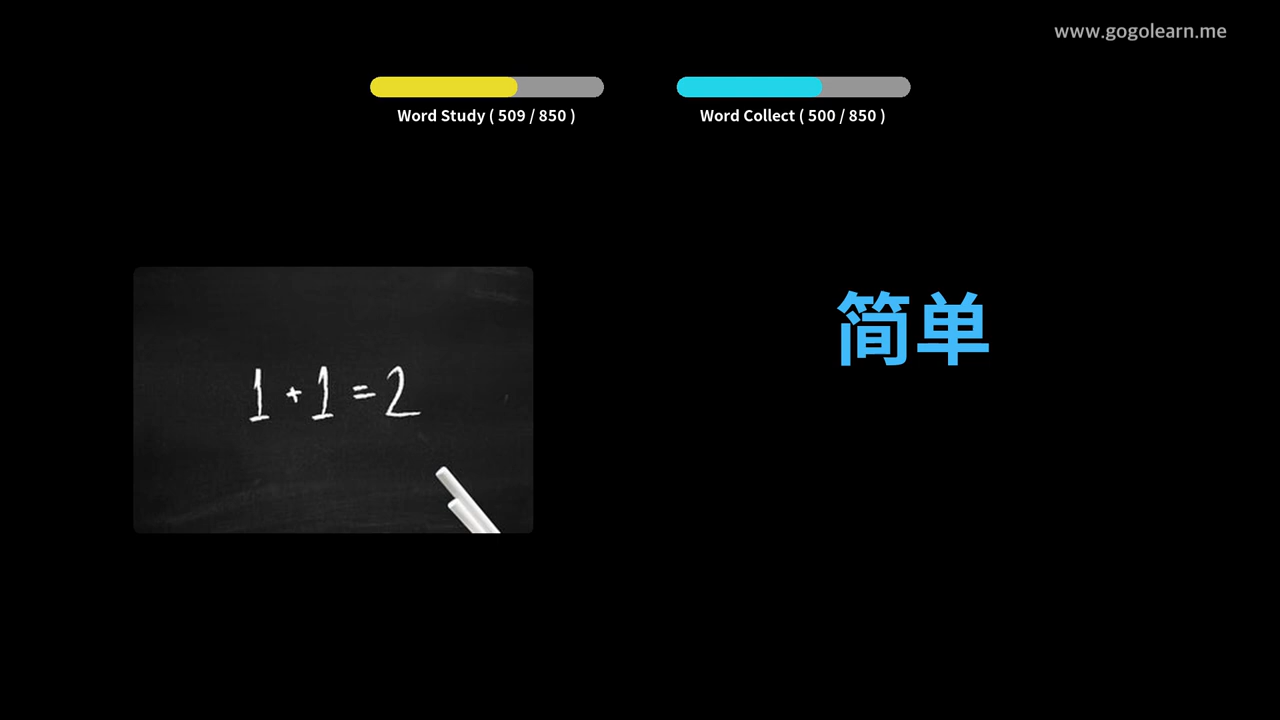 www.gogolearn.me
Word Study ( 509 / 850 )
Word Collect ( 500 / 850 )
简单
1 + 1 = 2